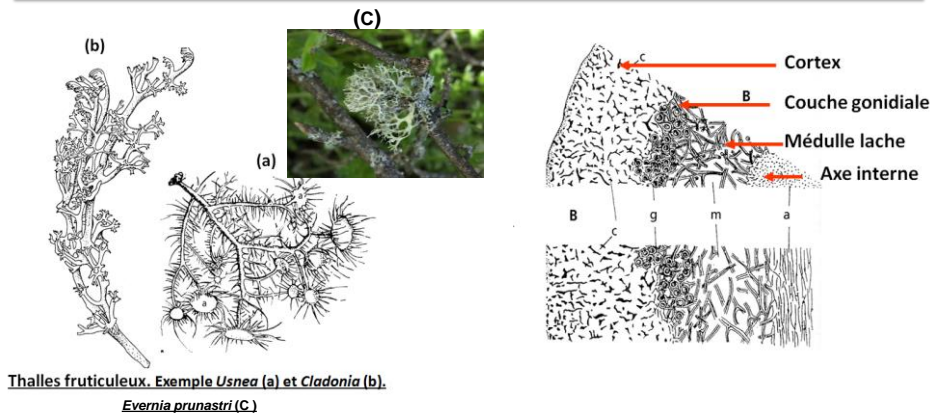 (C)
(b)
(a)
a
a
Thalles fruticuleux. Exemple Usnea (a) et Cladonia (b).
Evernia prunastri (C )
c
Cortex
B
Couche gonidiale
Médulle lache
Axe interne
B g m a
c